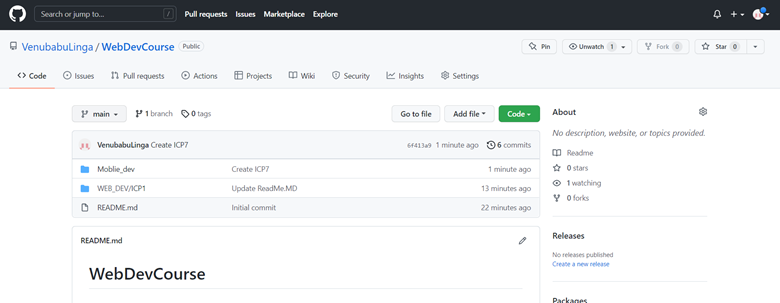 Search or jump to... /
Pull requests Issues Marketplace Explore
VenubabuLinga / WebDevCourse Public
Pin Unwatch 1 Fork 0 Star 0
Code Issues Pull requests Actions Projects Wiki Security Insights Settings
main 1 branch 0 tags Go to file Add file Code
VenubabuLinga Create ICP7 6f413a9 1 minute ago 6 commits
Moblie_dev Create ICP7 1 minute ago
WEB_DEV/ICP1 Update ReadMe.MD 13 minutes ago
README.md Initial commit 22 minutes ago
README.md
WebDevCourse
About
No description, website, or topics provided.
Readme
0 stars
1 watching
0 forks
Releases
No releases published
Create a new release
Packages